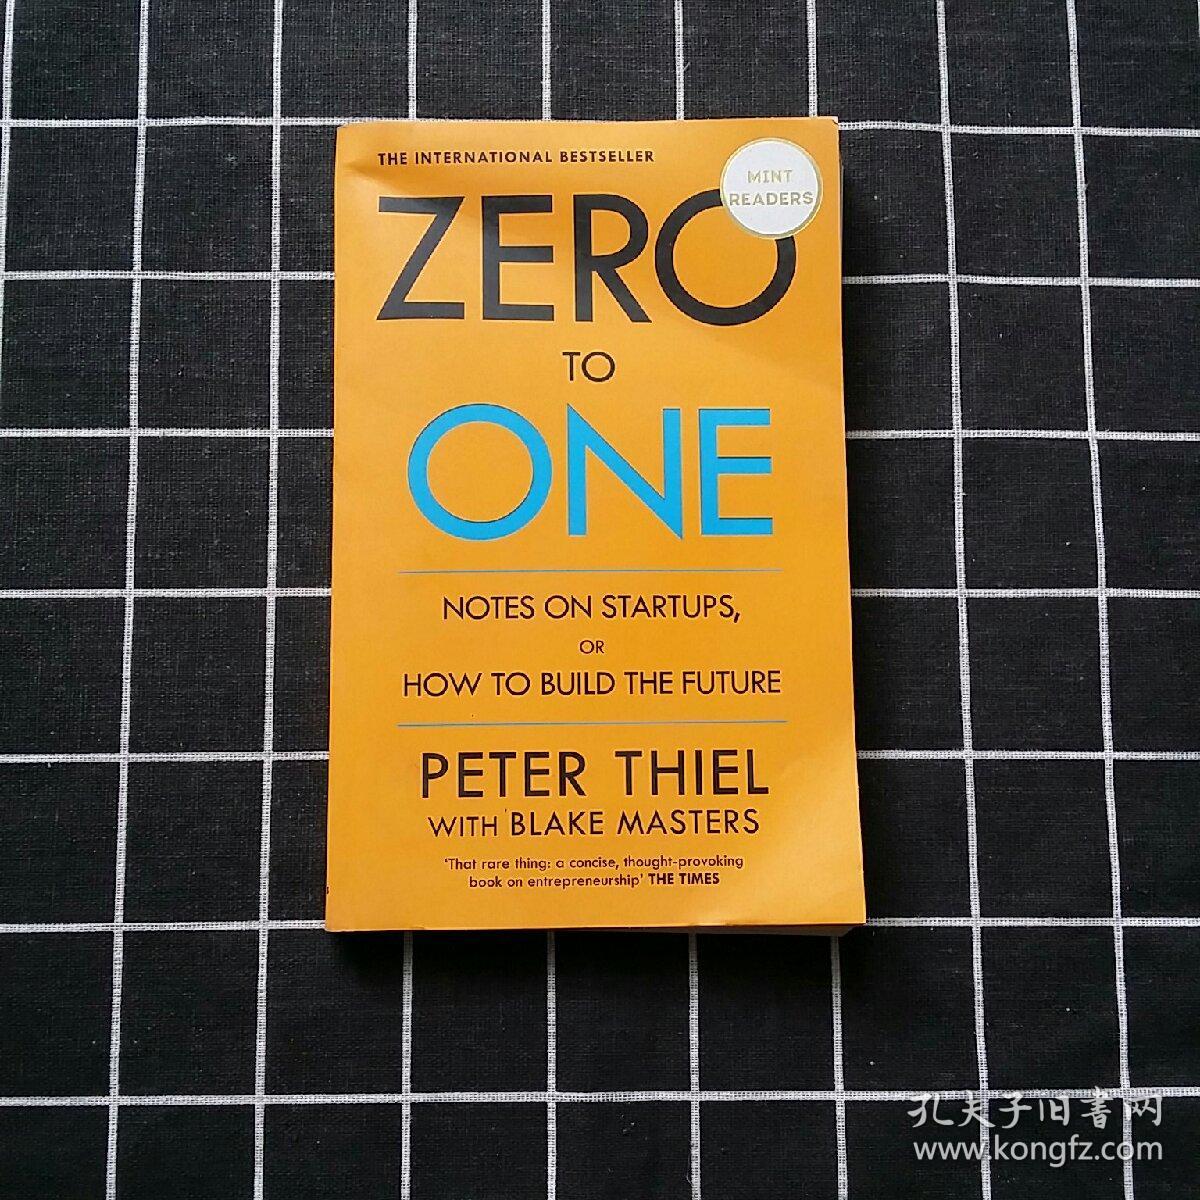 THE INTERNATIONAL BESTSELLER
MINT
READERS
ZERO
TO
ONE
NOTES ON STARTUPS,
OR
HOW TO BUILD THE FUTURE
PETER THIEL
WITH BLAKE MASTERS
'That rare thing: a concise, thought-provoking
book on entrepreneurship' THE TIMES
孔夫子旧書网
www.kongfz.com